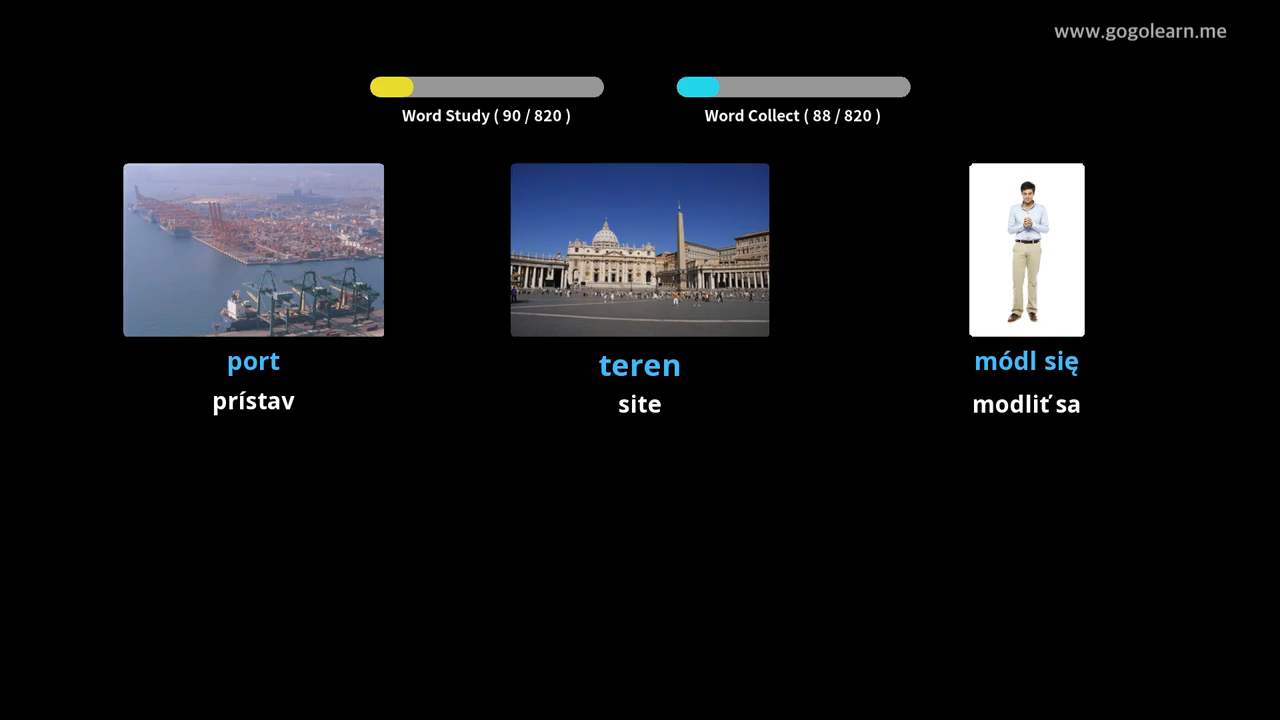 www.gogolearn.me
Word Study ( 90 / 820 )
Word Collect ( 88 / 820 )
port
prístav
teren
site
módl się
modliť sa